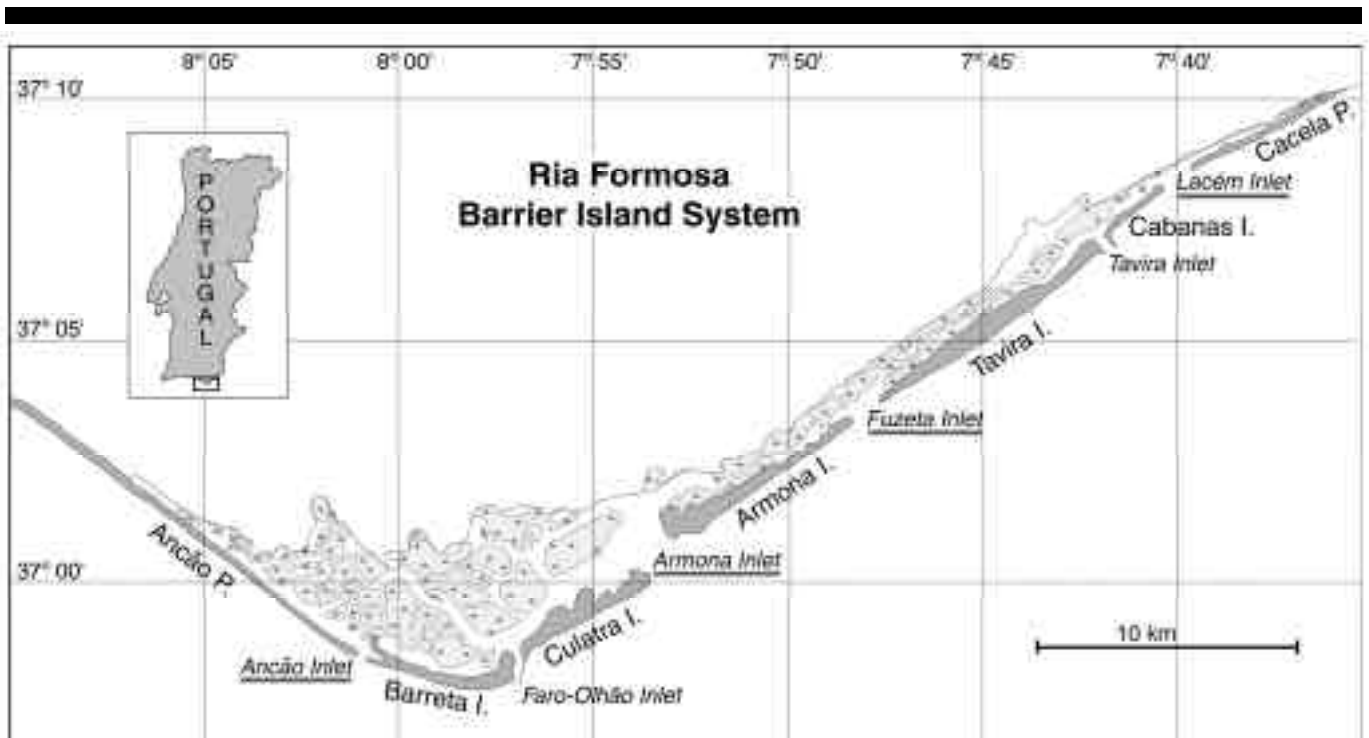 8° 05'
8° 00'
7° 55'
7° 50'
7° 45'
7° 40'
37° 10'
PORTUGAL
Ria Formosa
Barrier Island System
Cacela P.
Lacém Inlet
Cabanas I.
Tavira Inlet
37° 05'
Tavira I.
Fuzeta Inlet
Armona I.
Ancão P.
Armona Inlet
37° 00'
Culatra I.
10 km
Ancão Inlet
Barreta I.
Faro-Olhão Inlet